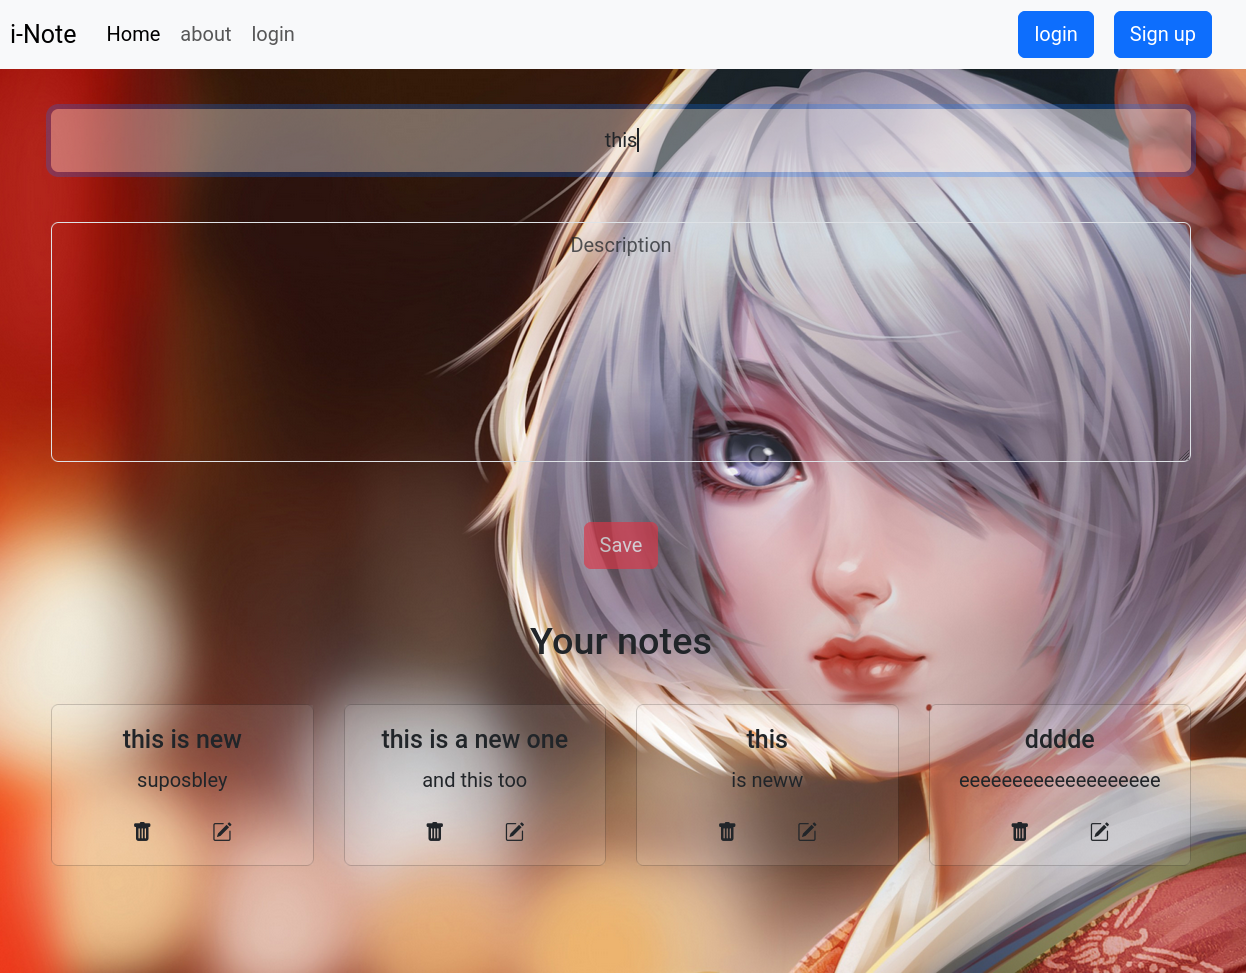 i-Note Home about login login Sign up
this
Description
Save
Your notes
this is new this is a new one this dddde
suposbley and this too is neww eeeeeeeeeeeeeeeeeee